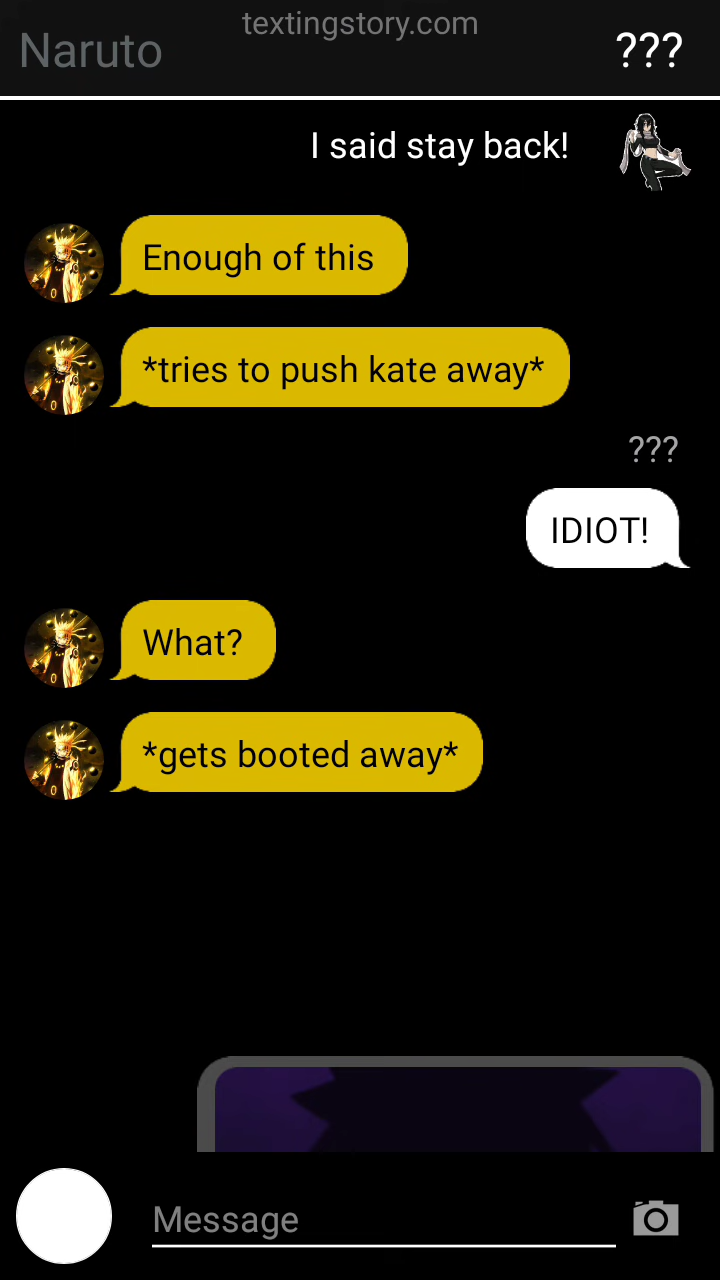 textingstory.com
Naruto
???
I said stay back!
Enough of this
*tries to push kate away*
???
IDIOT!
What?
*gets booted away*
Message